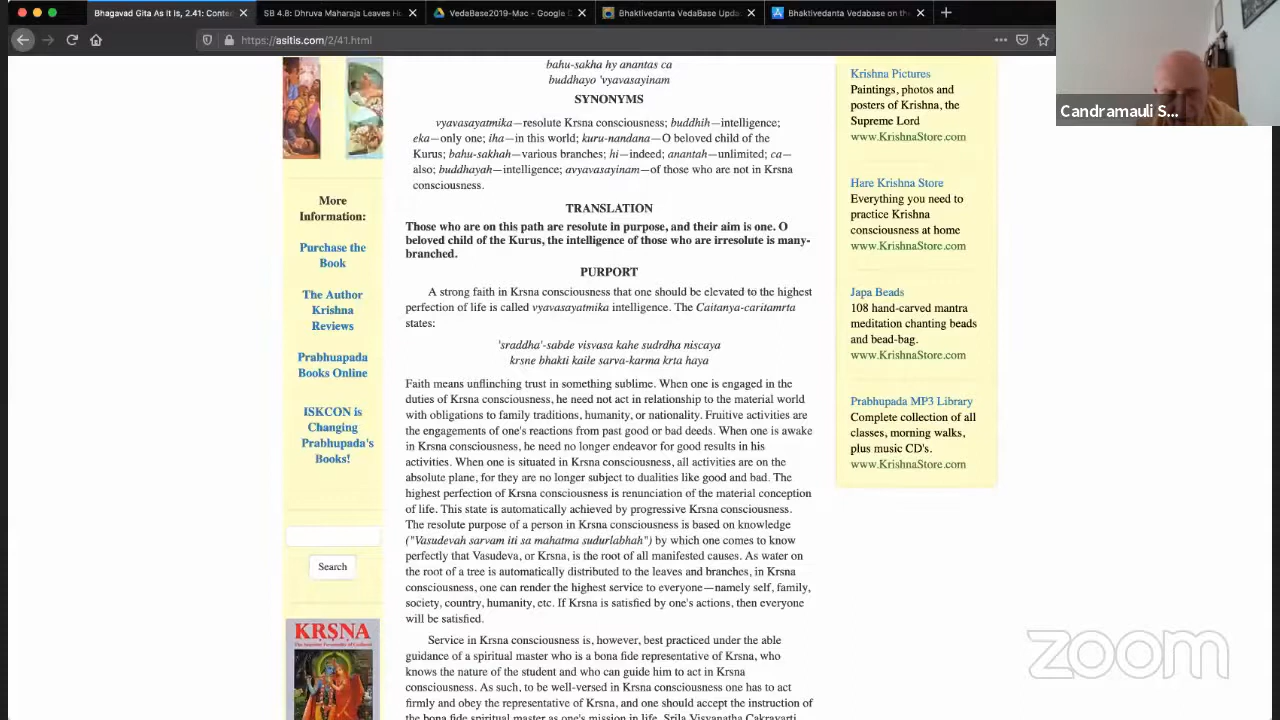 Bhagavad Gita As It Is, 2.41: Conte
SB 4.8: Dhruva Maharaja Leaves Ho
VedaBase2019-Mac - Google D
Bhaktivedanta VedaBase Upda
Bhaktivedanta Vedabase on the
https://asitis.com/2/41.html
Candramauli S...
bahu-sakha hy anantas ca
buddhayo 'vyavasayinam
SYNONYMS
vyavasayatmika—resolute Krsna consciousness; buddhih—intelligence;
eka—only one; iha—in this world; kuru-nandana—O beloved child of the
Kurus; bahu-sakhah—various branches; hi—indeed; anantah—unlimited; ca—
also; buddhayah—intelligence; avyavasayinam—of those who are not in Krsna
consciousness.
TRANSLATION
Those who are on this path are resolute in purpose, and their aim is one. O
beloved child of the Kurus, the intelligence of those who are irresolute is many-
branched.
PURPORT
A strong faith in Krsna consciousness that one should be elevated to the highest
perfection of life is called vyavasayatmika intelligence. The Caitanya-caritamrta
states:
'sraddha'-sabde visvasa kahe sudrdha niscaya
krsne bhakti kaile sarva-karma krta haya
Faith means unflinching trust in something sublime. When one is engaged in the
duties of Krsna consciousness, he need not act in relationship to the material world
with obligations to family traditions, humanity, or nationality. Fruitive activities are
the engagements of one's reactions from past good or bad deeds. When one is awake
in Krsna consciousness, he need no longer endeavor for good results in his
activities. When one is situated in Krsna consciousness, all activities are on the
absolute plane, for they are no longer subject to dualities like good and bad. The
highest perfection of Krsna consciousness is renunciation of the material conception
of life. This state is automatically achieved by progressive Krsna consciousness.
The resolute purpose of a person in Krsna consciousness is based on knowledge
("Vasudevah sarvam iti sa mahatma sudurlabhah") by which one comes to know
perfectly that Vasudeva, or Krsna, is the root of all manifested causes. As water on
the root of a tree is automatically distributed to the leaves and branches, in Krsna
consciousness, one can render the highest service to everyone—namely self, family,
society, country, humanity, etc. If Krsna is satisfied by one's actions, then everyone
will be satisfied.
Service in Krsna consciousness is, however, best practiced under the able
guidance of a spiritual master who is a bona fide representative of Krsna, who
knows the nature of the student and who can guide him to act in Krsna
consciousness. As such, to be well-versed in Krsna consciousness one has to act
firmly and obey the representative of Krsna, and one should accept the instruction of
the bona fide spiritual master as one's mission in life. Srila Visvanatha Cakravarti
More
Information:
Purchase the
Book
The Author
Krishna
Reviews
Prabhuapada
Books Online
ISKCON is
Changing
Prabhupada's
Books!
Search
KRṢṆA
Krishna Pictures
Paintings, photos and
posters of Krishna, the
Supreme Lord
www.KrishnaStore.com
Hare Krishna Store
Everything you need to
practice Krishna
consciousness at home
www.KrishnaStore.com
Japa Beads
108 hand-carved mantra
meditation chanting beads
and bead-bag.
www.KrishnaStore.com
Prabhupada MP3 Library
Complete collection of all
classes, morning walks,
plus music CD's.
www.KrishnaStore.com
zoom